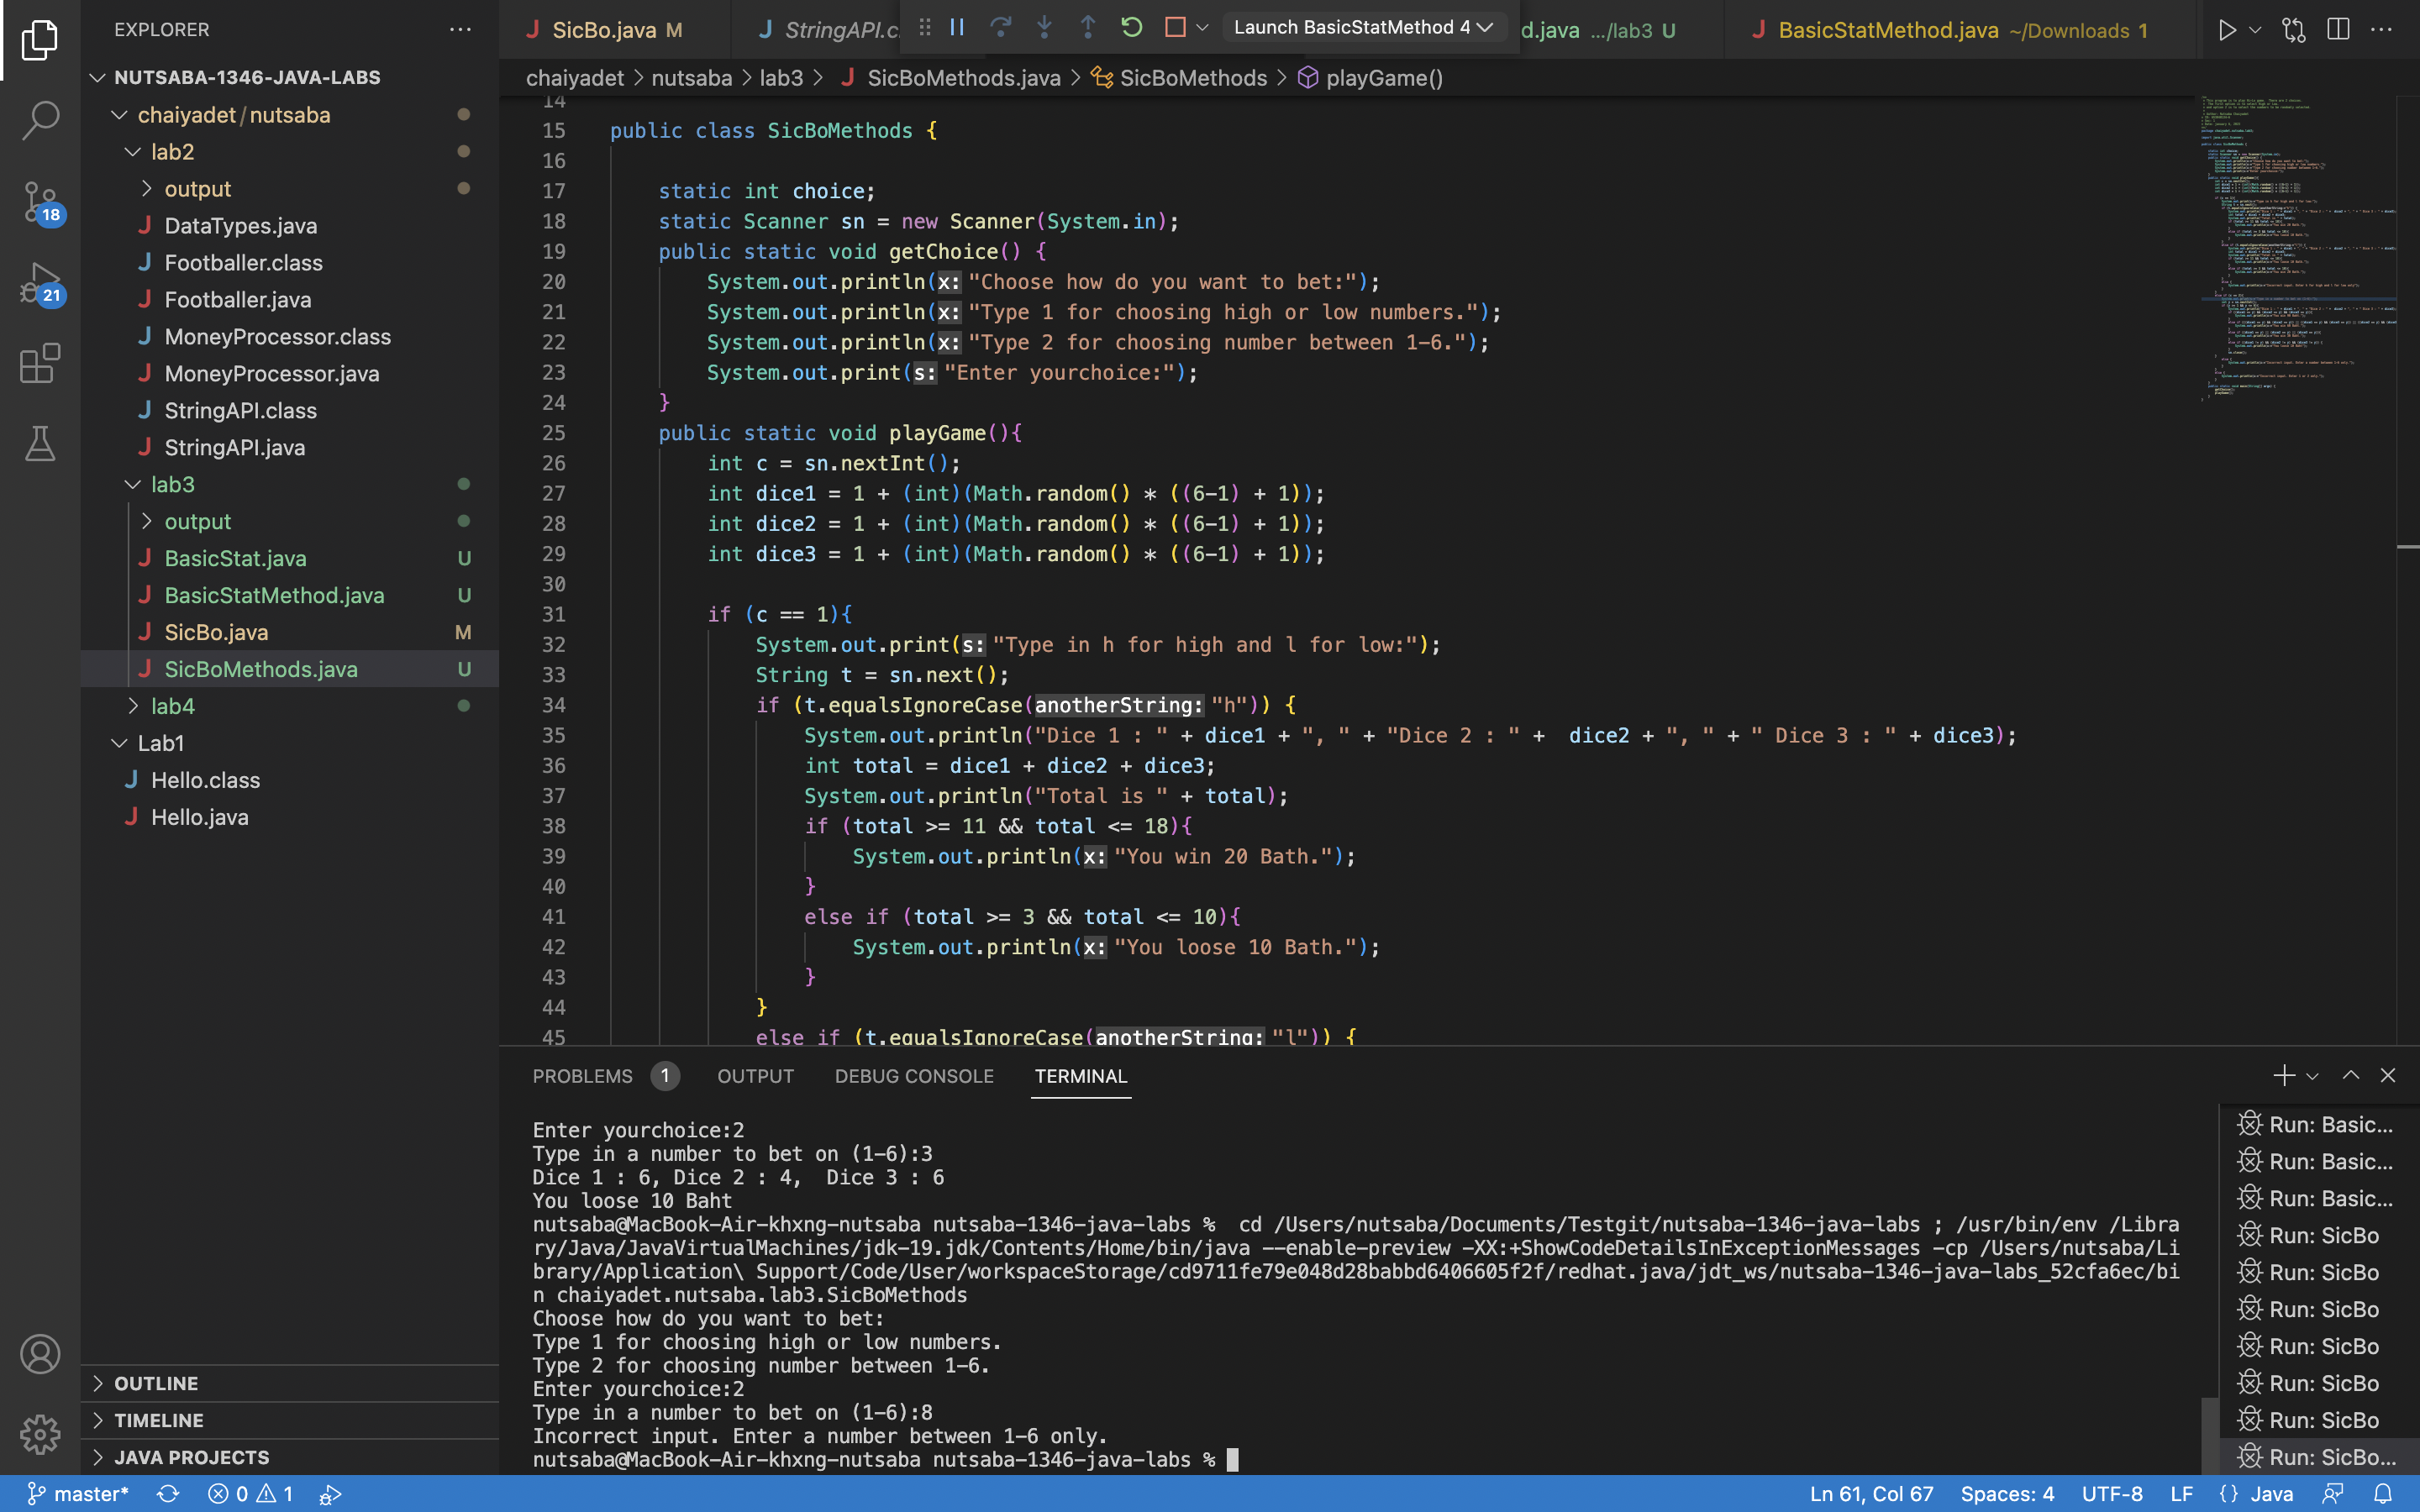 EXPLORER
NUTSABA-1346-JAVA-LABS
chaiyadet/nutsaba
lab2
output
DataTypes.java
Footballer.class
Footballer.java
MoneyProcessor.class
MoneyProcessor.java
StringAPI.class
StringAPI.java
lab3
output
BasicStat.java U
BasicStatMethod.java U
SicBo.java M
SicBoMethods.java U
lab4
Lab1
Hello.class
Hello.java
OUTLINE
TIMELINE
JAVA PROJECTS
18
21
SicBo.java M
StringAPI.c
Launch BasicStatMethod 4
d.java .../lab3 U
BasicStatMethod.java ~/Downloads 1
chaiyadet > nutsaba > lab3 > SicBoMethods.java > SicBoMethods > playGame()
14
15 public class SicBoMethods {
16
17 static int choice;
18 static Scanner sn = new Scanner(System.in);
19 public static void getChoice() {
20 System.out.println(x: "Choose how do you want to bet:");
21 System.out.println(x: "Type 1 for choosing high or low numbers.");
22 System.out.println(x: "Type 2 for choosing number between 1-6.");
23 System.out.print(s: "Enter yourchoice:");
24 }
25 public static void playGame(){
26 int c = sn.nextInt();
27 int dice1 = 1 + (int)(Math.random() * ((6-1) + 1));
28 int dice2 = 1 + (int)(Math.random() * ((6-1) + 1));
29 int dice3 = 1 + (int)(Math.random() * ((6-1) + 1));
30
31 if (c == 1){
32 System.out.print(s: "Type in h for high and l for low:");
33 String t = sn.next();
34 if (t.equalsIgnoreCase(anotherString: "h")) {
35 System.out.println("Dice 1 : " + dice1 + ", " + "Dice 2 : " +  dice2 + ", " + " Dice 3 : " + dice3);
36 int total = dice1 + dice2 + dice3;
37 System.out.println("Total is " + total);
38 if (total >= 11 && total <= 18){
39 System.out.println(x: "You win 20 Bath.");
40 }
41 else if (total >= 3 && total <= 10){
42 System.out.println(x: "You loose 10 Bath.");
43 }
44 }
45 else if (t.equalsIgnoreCase(anotherString: "l")) {
PROBLEMS 1 OUTPUT DEBUG CONSOLE TERMINAL
Enter yourchoice:2
Type in a number to bet on (1-6):3
Dice 1 : 6, Dice 2 : 4,  Dice 3 : 6
You loose 10 Baht
nutsaba@MacBook-Air-khxng-nutsaba nutsaba-1346-java-labs %  cd /Users/nutsaba/Documents/Testgit/nutsaba-1346-java-labs ; /usr/bin/env /Libra
ry/Java/JavaVirtualMachines/jdk-19.jdk/Contents/Home/bin/java --enable-preview -XX:+ShowCodeDetailsInExceptionMessages -cp /Users/nutsaba/Li
brary/Application\ Support/Code/User/workspaceStorage/cd9711fe79e048d28babbd6406605f2f/redhat.java/jdt_ws/nutsaba-1346-java-labs_52cfa6ec/bi
n chaiyadet.nutsaba.lab3.SicBoMethods
Choose how do you want to bet:
Type 1 for choosing high or low numbers.
Type 2 for choosing number between 1-6.
Enter yourchoice:2
Type in a number to bet on (1-6):8
Incorrect input. Enter a number between 1-6 only.
nutsaba@MacBook-Air-khxng-nutsaba nutsaba-1346-java-labs %
Run: Basic...
Run: Basic...
Run: Basic...
Run: SicBo
Run: SicBo
Run: SicBo
Run: SicBo
Run: SicBo
Run: SicBo
Run: SicBo...
master* 0 1 Ln 61, Col 67 Spaces: 4 UTF-8 LF {} Java